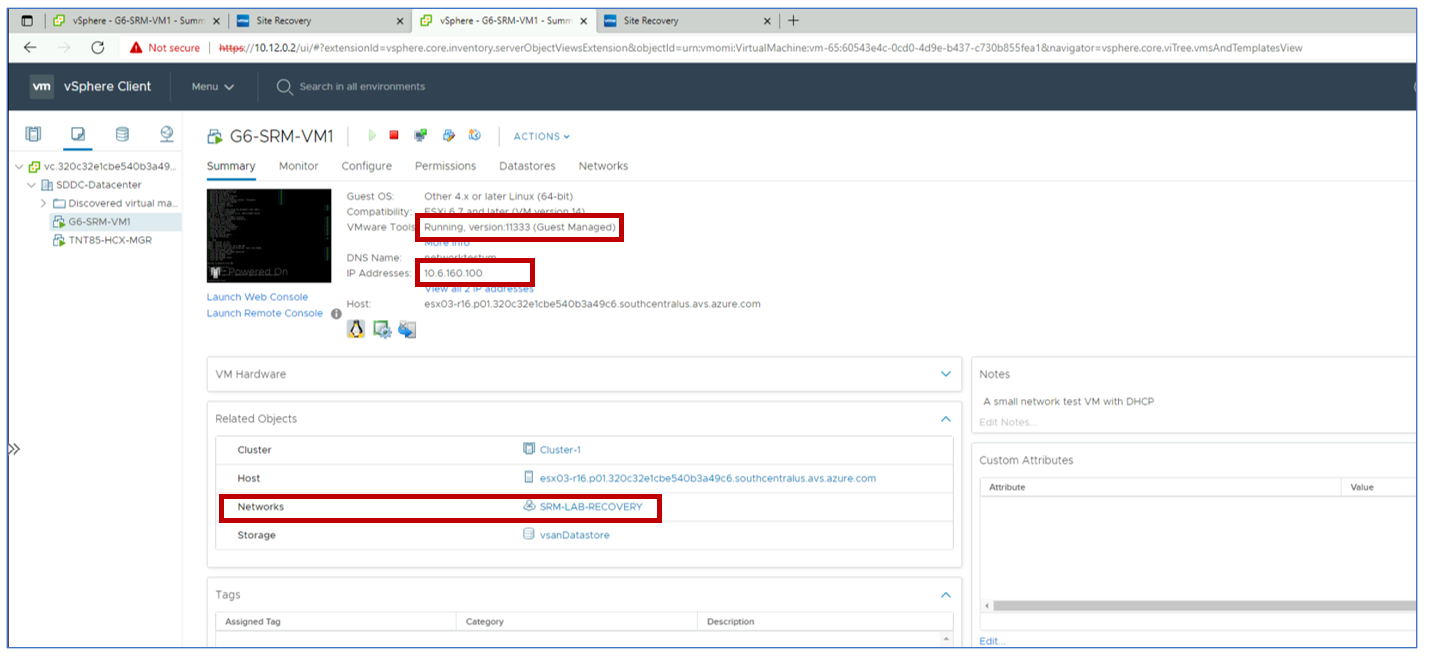 vSphere - G6-SRM-VM1 - Summ
Site Recovery
vSphere - G6-SRM-VM1 - Summ
Site Recovery
Not secure
https://10.12.0.2/ui/#?extensionId=vsphere.core.inventory.serverObjectViewsExtension&objectId=urn:vmomi:VirtualMachine:vm-65:60543e4c-0cd0-4d9e-b437-c730b855fea1&navigator=vsphere.core.viTree.vmsAndTemplatesView
vm vSphere Client Menu Search in all environments
vc.320c32e1cbe540b3a49...
SDDC-Datacenter
Discovered virtual ma...
G6-SRM-VM1
TNT85-HCX-MGR
G6-SRM-VM1 ACTIONS
Summary Monitor Configure Permissions Datastores Networks
Powered On
Launch Web Console
Launch Remote Console
Guest OS: Other 4.x or later Linux (64-bit)
Compatibility: ESXi 6.7 and later (VM version 14)
VMware Tools: Running, version:11333 (Guest Managed)
More info
DNS Name: networktestvm
IP Addresses: 10.6.160.100
View all 2 IP addresses
Host: esx03-r16.p01.320c32e1cbe540b3a49c6.southcentralus.avs.azure.com
VM Hardware
Related Objects
Cluster Cluster-1
Host esx03-r16.p01.320c32e1cbe540b3a49c6.southcentralus.avs.azure.com
Networks SRM-LAB-RECOVERY
Storage vsanDatastore
Tags
Assigned Tag Category Description
Notes
A small network test VM with DHCP
Edit Notes...
Custom Attributes
Attribute Value
Edit...